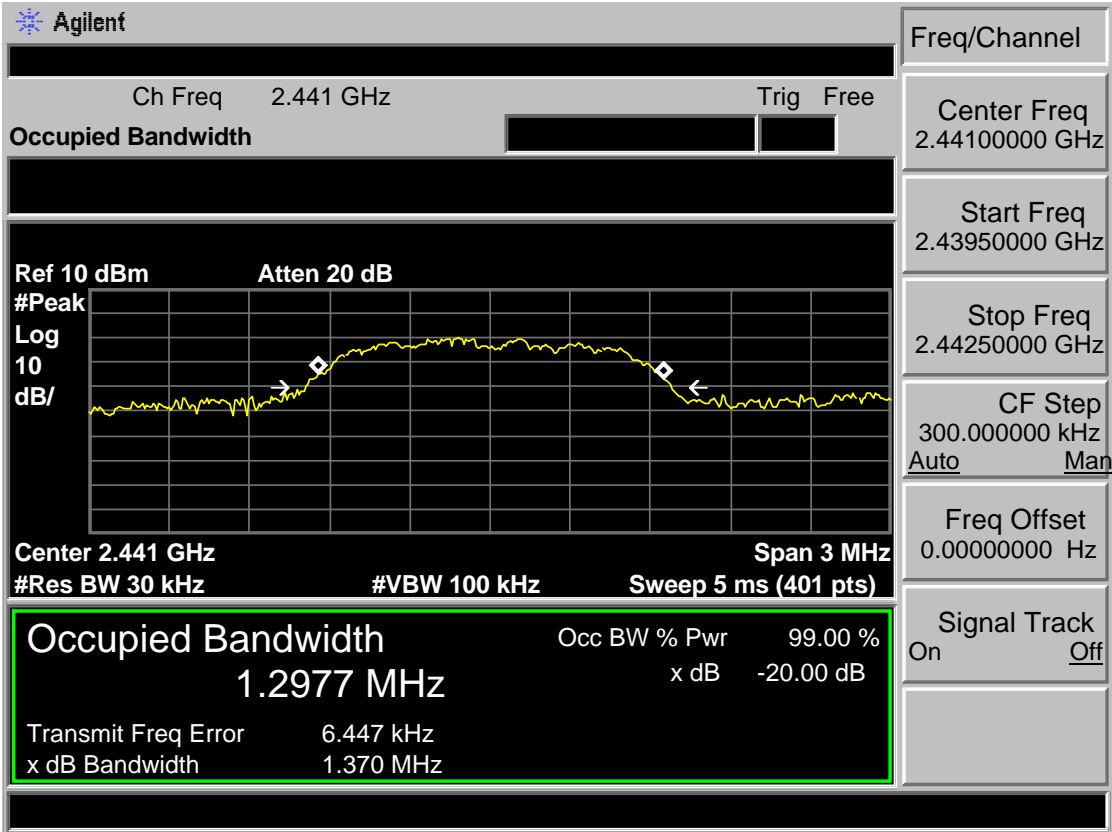 Agilent
Freq/Channel
Ch Freq 2.441 GHz Trig Free
Occupied Bandwidth
Center Freq
2.44100000 GHz
Start Freq
2.43950000 GHz
Stop Freq
2.44250000 GHz
CF Step
300.000000 kHz
Auto Man
Freq Offset
0.00000000 Hz
Signal Track
On Off
Ref 10 dBm Atten 20 dB
#Peak
Log
10
dB/
Center 2.441 GHz Span 3 MHz
#Res BW 30 kHz #VBW 100 kHz Sweep 5 ms (401 pts)
Occupied Bandwidth Occ BW % Pwr 99.00 %
1.2977 MHz x dB -20.00 dB
Transmit Freq Error 6.447 kHz
x dB Bandwidth 1.370 MHz